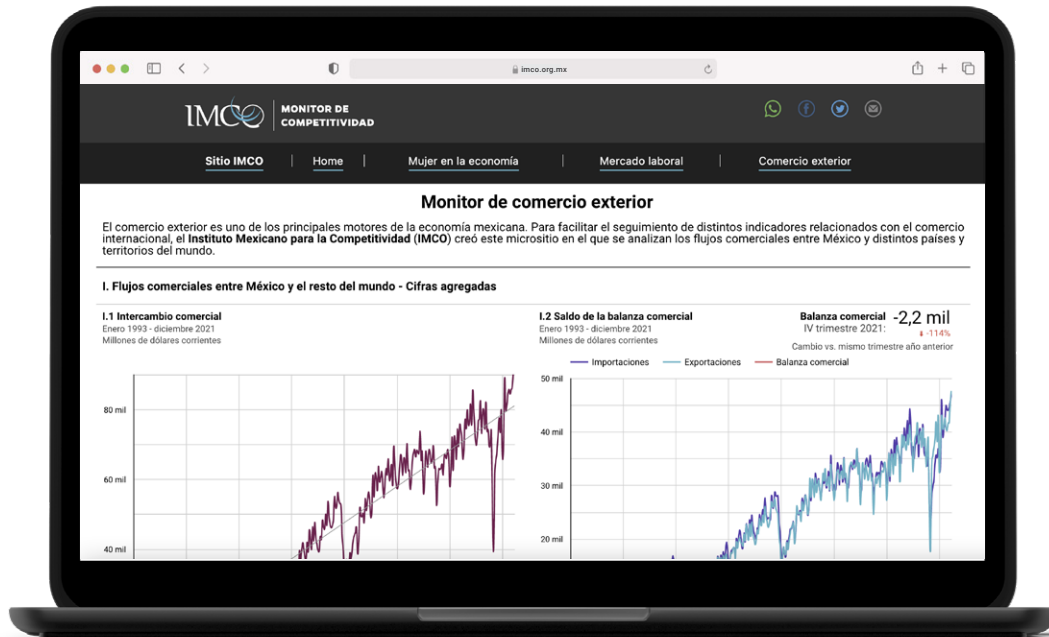 imco.org.mx
IMCO
MONITOR DE
COMPETITIVIDAD
Sitio IMCO
Home
Mujer en la economía
Mercado laboral
Comercio exterior
Monitor de comercio exterior
El comercio exterior es uno de los principales motores de la economía mexicana. Para facilitar el seguimiento de distintos indicadores relacionados con el comercio
internacional, el Instituto Mexicano para la Competitividad (IMCO) creó este micrositio en el que se analizan los flujos comerciales entre México y distintos países y
territorios del mundo.
I. Flujos comerciales entre México y el resto del mundo - Cifras agregadas
I.1 Intercambio comercial
Enero 1993 - diciembre 2021
Millones de dólares corrientes
80 mil
60 mil
40 mil
I.2 Saldo de la balanza comercial
Enero 1993 - diciembre 2021
Millones de dólares corrientes
Balanza comercial
IV trimestre 2021:
-2,2 mil
-114%
Cambio vs. mismo trimestre año anterior
Importaciones
Exportaciones
Balanza comercial
50 mil
40 mil
30 mil
20 mil